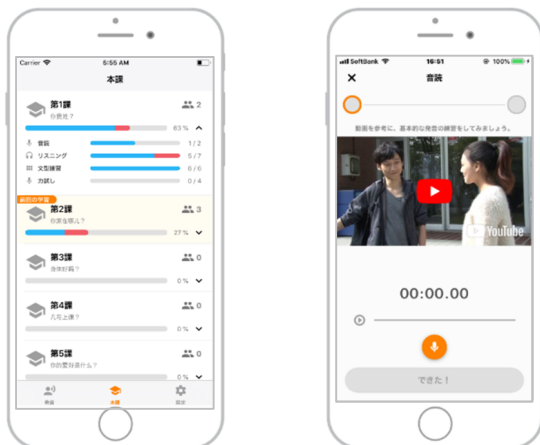 Carrier 5:55 AM
本課
第1課 2
你贵姓？
63 %
音読 1 / 2
リスニング 5 / 7
文型練習 6 / 6
力試し 0 / 4
前回の学習
第2課 3
你家在哪儿？
27 %
第3課 0
身体好吗？
0 %
第4課 0
几号上课？
0 %
第5課 0
你的爱好是什么？
0 %
発音 本課 設定
SoftBank 16:51 100%
音読
動画を参考に、基本的な発音の練習をしてみましょう。
YouTube
00:00.00
できた！